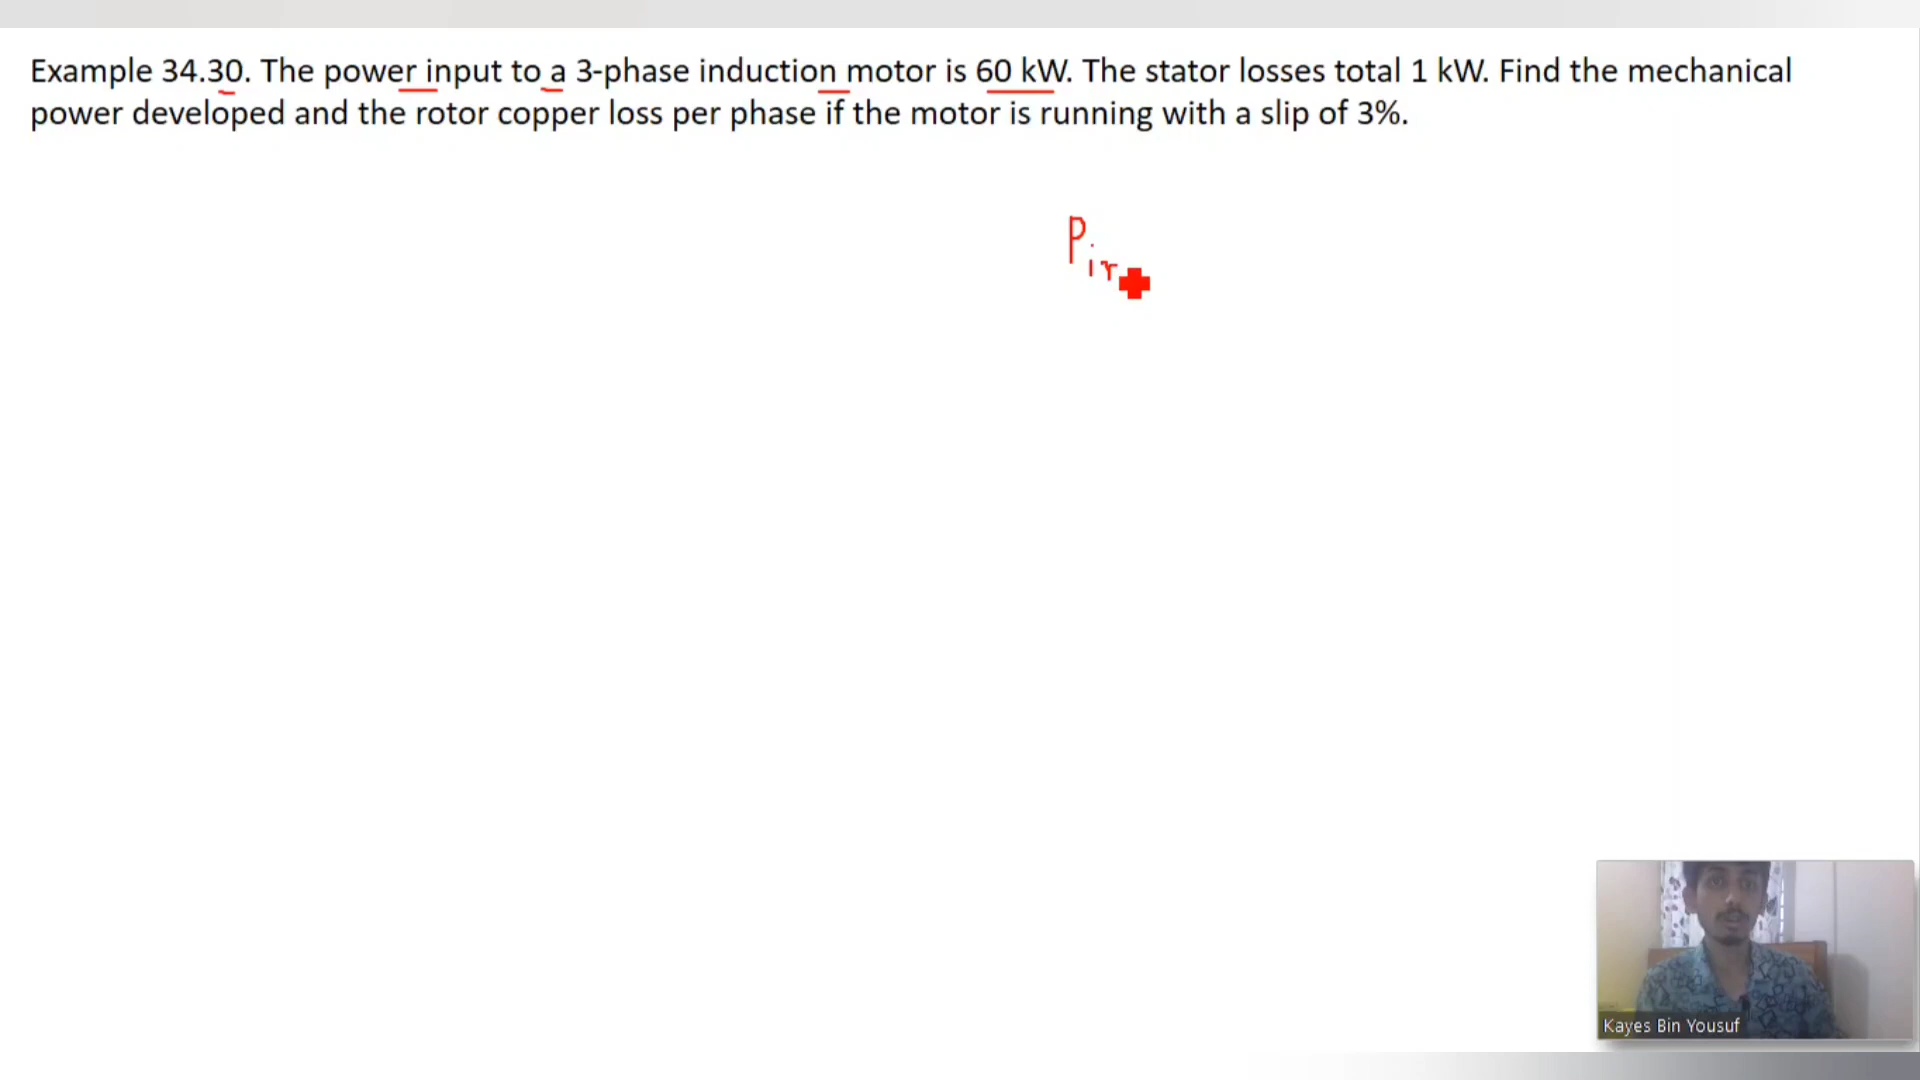 Example 34.30. The power input to a 3-phase induction motor is 60 kW. The stator losses total 1 kW. Find the mechanical
power developed and the rotor copper loss per phase if the motor is running with a slip of 3%.
Pir
Kayes Bin Yousuf